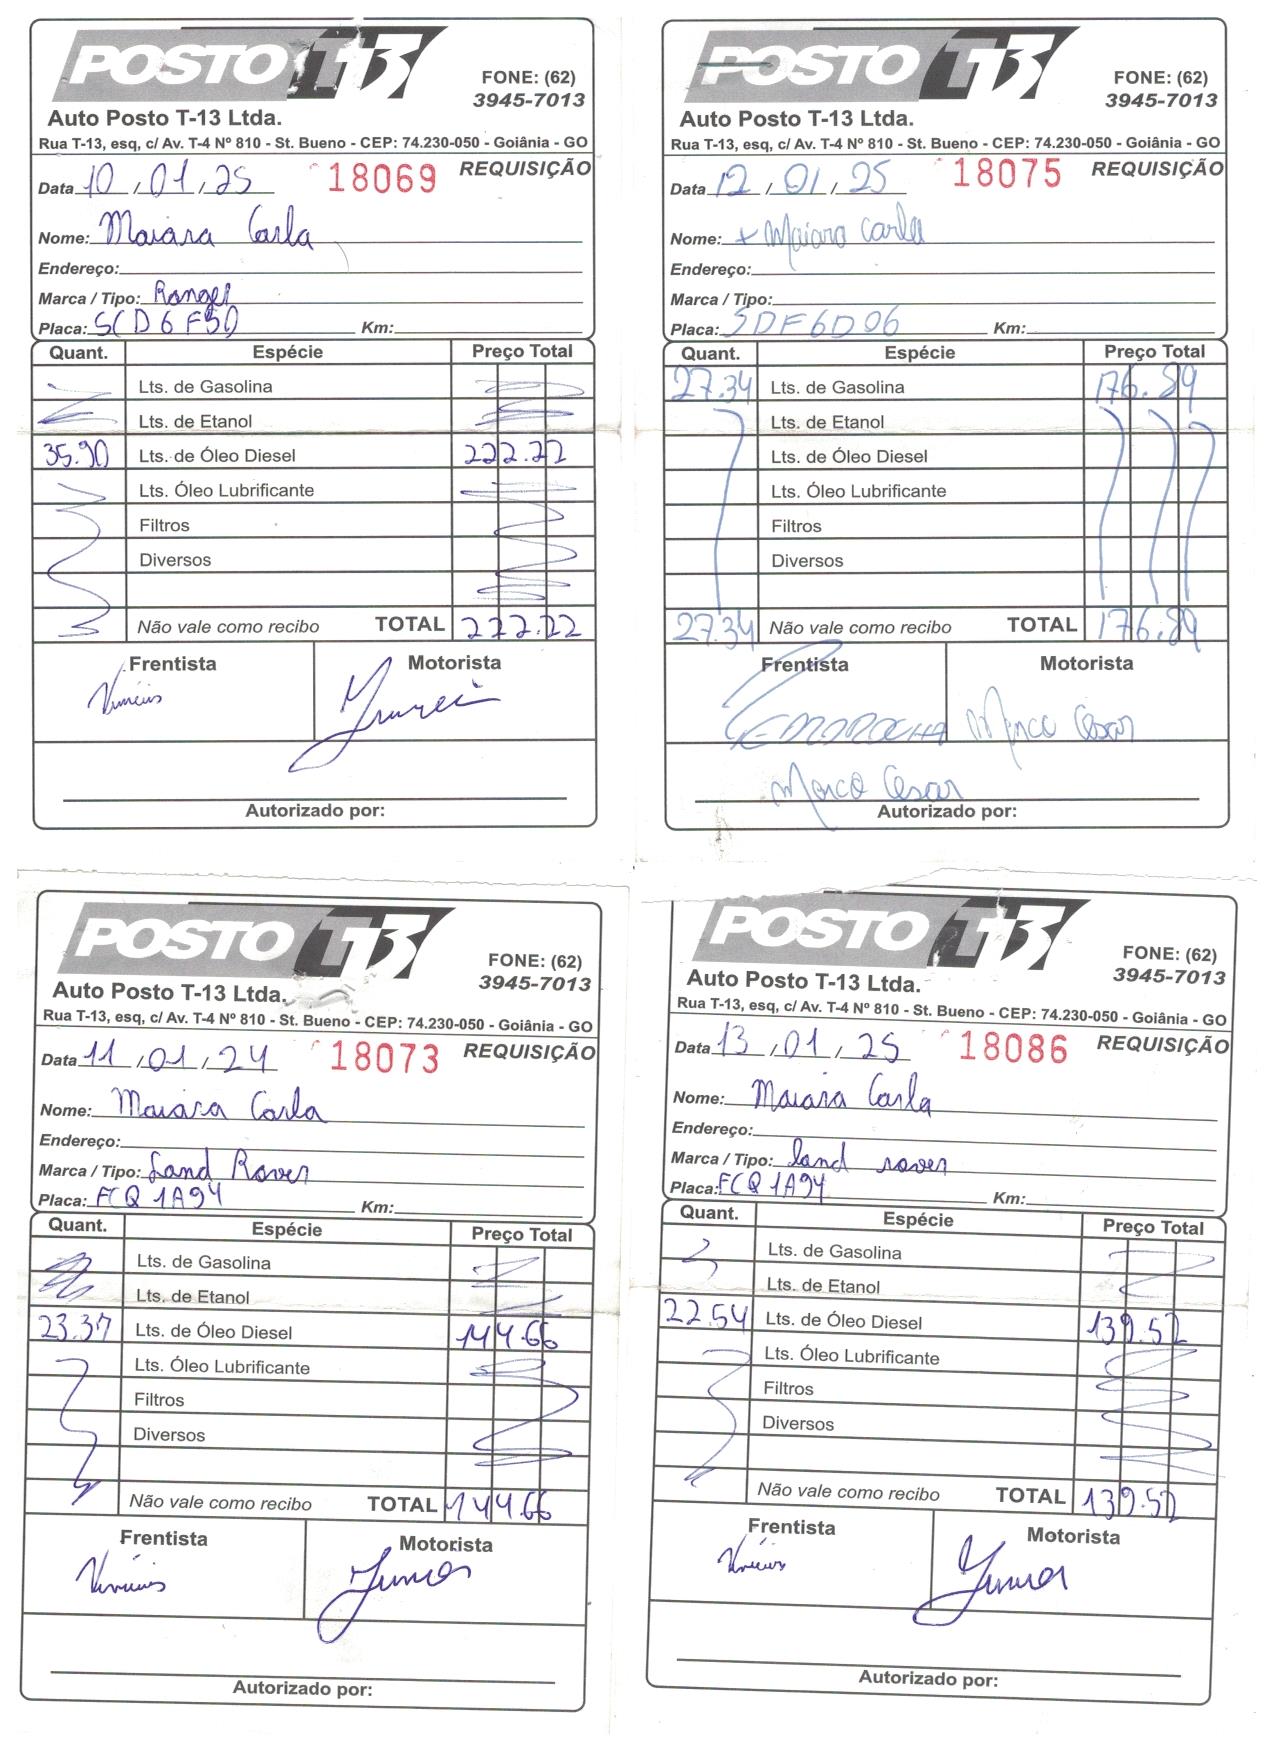 POSTO T-13
FONE: (62)
3945-7013
Auto Posto T-13 Ltda.
Rua T-13, esq, c/ Av. T-4 Nº 810 - St. Bueno - CEP: 74.230-050 - Goiânia - GO
Data 10 / 01 / 25 18069 REQUISIÇÃO
Nome: Maiara Carla
Endereço:
Marca / Tipo: Ranger
Placa: SCD6F50 Km:
Quant. Espécie Preço Total
Lts. de Gasolina
Lts. de Etanol
35.90 Lts. de Óleo Diesel 222.22
Lts. Óleo Lubrificante
Filtros
Diversos
Não vale como recibo TOTAL 222.22
Frentista Motorista
Vinicius
Autorizado por:
POSTO T-13
FONE: (62)
3945-7013
Auto Posto T-13 Ltda.
Rua T-13, esq, c/ Av. T-4 Nº 810 - St. Bueno - CEP: 74.230-050 - Goiânia - GO
Data 12 / 01 / 25 18075 REQUISIÇÃO
Nome: + Maiara Carla
Endereço:
Marca / Tipo:
Placa: SDF6D06 Km:
Quant. Espécie Preço Total
27.34 Lts. de Gasolina 176.89
Lts. de Etanol
Lts. de Óleo Diesel
Lts. Óleo Lubrificante
Filtros
Diversos
27.34 Não vale como recibo TOTAL 176.89
Frentista Motorista
Marco Cesar
Marco Cesar
Autorizado por:
POSTO T-13
FONE: (62)
3945-7013
Auto Posto T-13 Ltda.
Rua T-13, esq, c/ Av. T-4 Nº 810 - St. Bueno - CEP: 74.230-050 - Goiânia - GO
Data 11 / 01 / 24 18073 REQUISIÇÃO
Nome: Maiara Carla
Endereço:
Marca / Tipo: Land Rover
Placa: FCQ 1A94 Km:
Quant. Espécie Preço Total
Lts. de Gasolina
Lts. de Etanol
23.37 Lts. de Óleo Diesel 144.66
Lts. Óleo Lubrificante
Filtros
Diversos
Não vale como recibo TOTAL 144.66
Frentista Motorista
Vinicius Junior
Autorizado por:
POSTO T-13
FONE: (62)
3945-7013
Auto Posto T-13 Ltda.
Rua T-13, esq, c/ Av. T-4 Nº 810 - St. Bueno - CEP: 74.230-050 - Goiânia - GO
Data 13 / 01 / 25 18086 REQUISIÇÃO
Nome: Maiara Carla
Endereço:
Marca / Tipo: land rover
Placa: FCQ 1A94 Km:
Quant. Espécie Preço Total
Lts. de Gasolina
Lts. de Etanol
22.54 Lts. de Óleo Diesel 139.52
Lts. Óleo Lubrificante
Filtros
Diversos
Não vale como recibo TOTAL 139.52
Frentista Motorista
Vinicius Junior
Autorizado por: